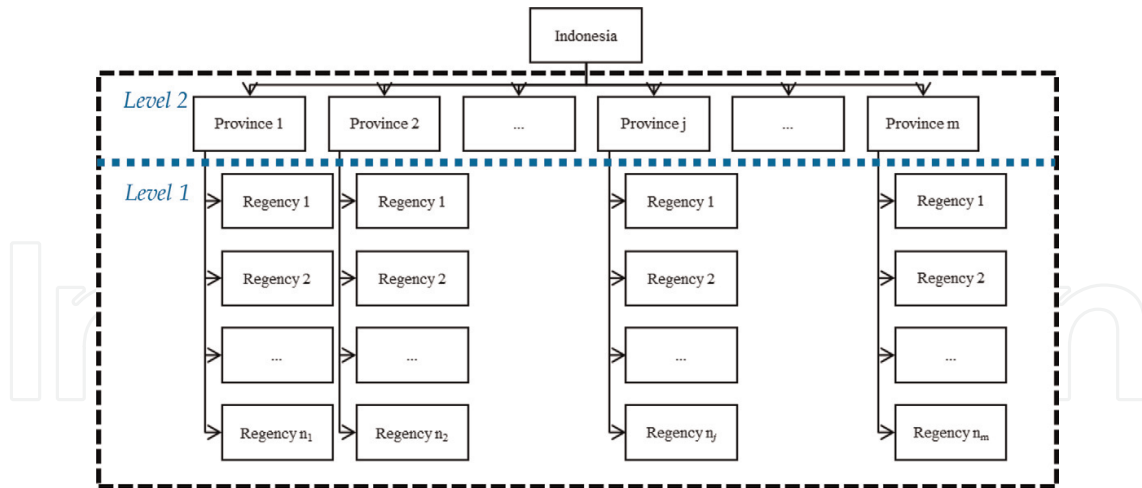 Indonesia
Level 2
Province 1 Province 2 ... Province j ... Province m
Level 1
Regency 1 Regency 1 Regency 1 Regency 1
Regency 2 Regency 2 Regency 2 Regency 2
... ... ... ...
Regency n₁ Regency n₂ Regency nⱼ Regency nₘ